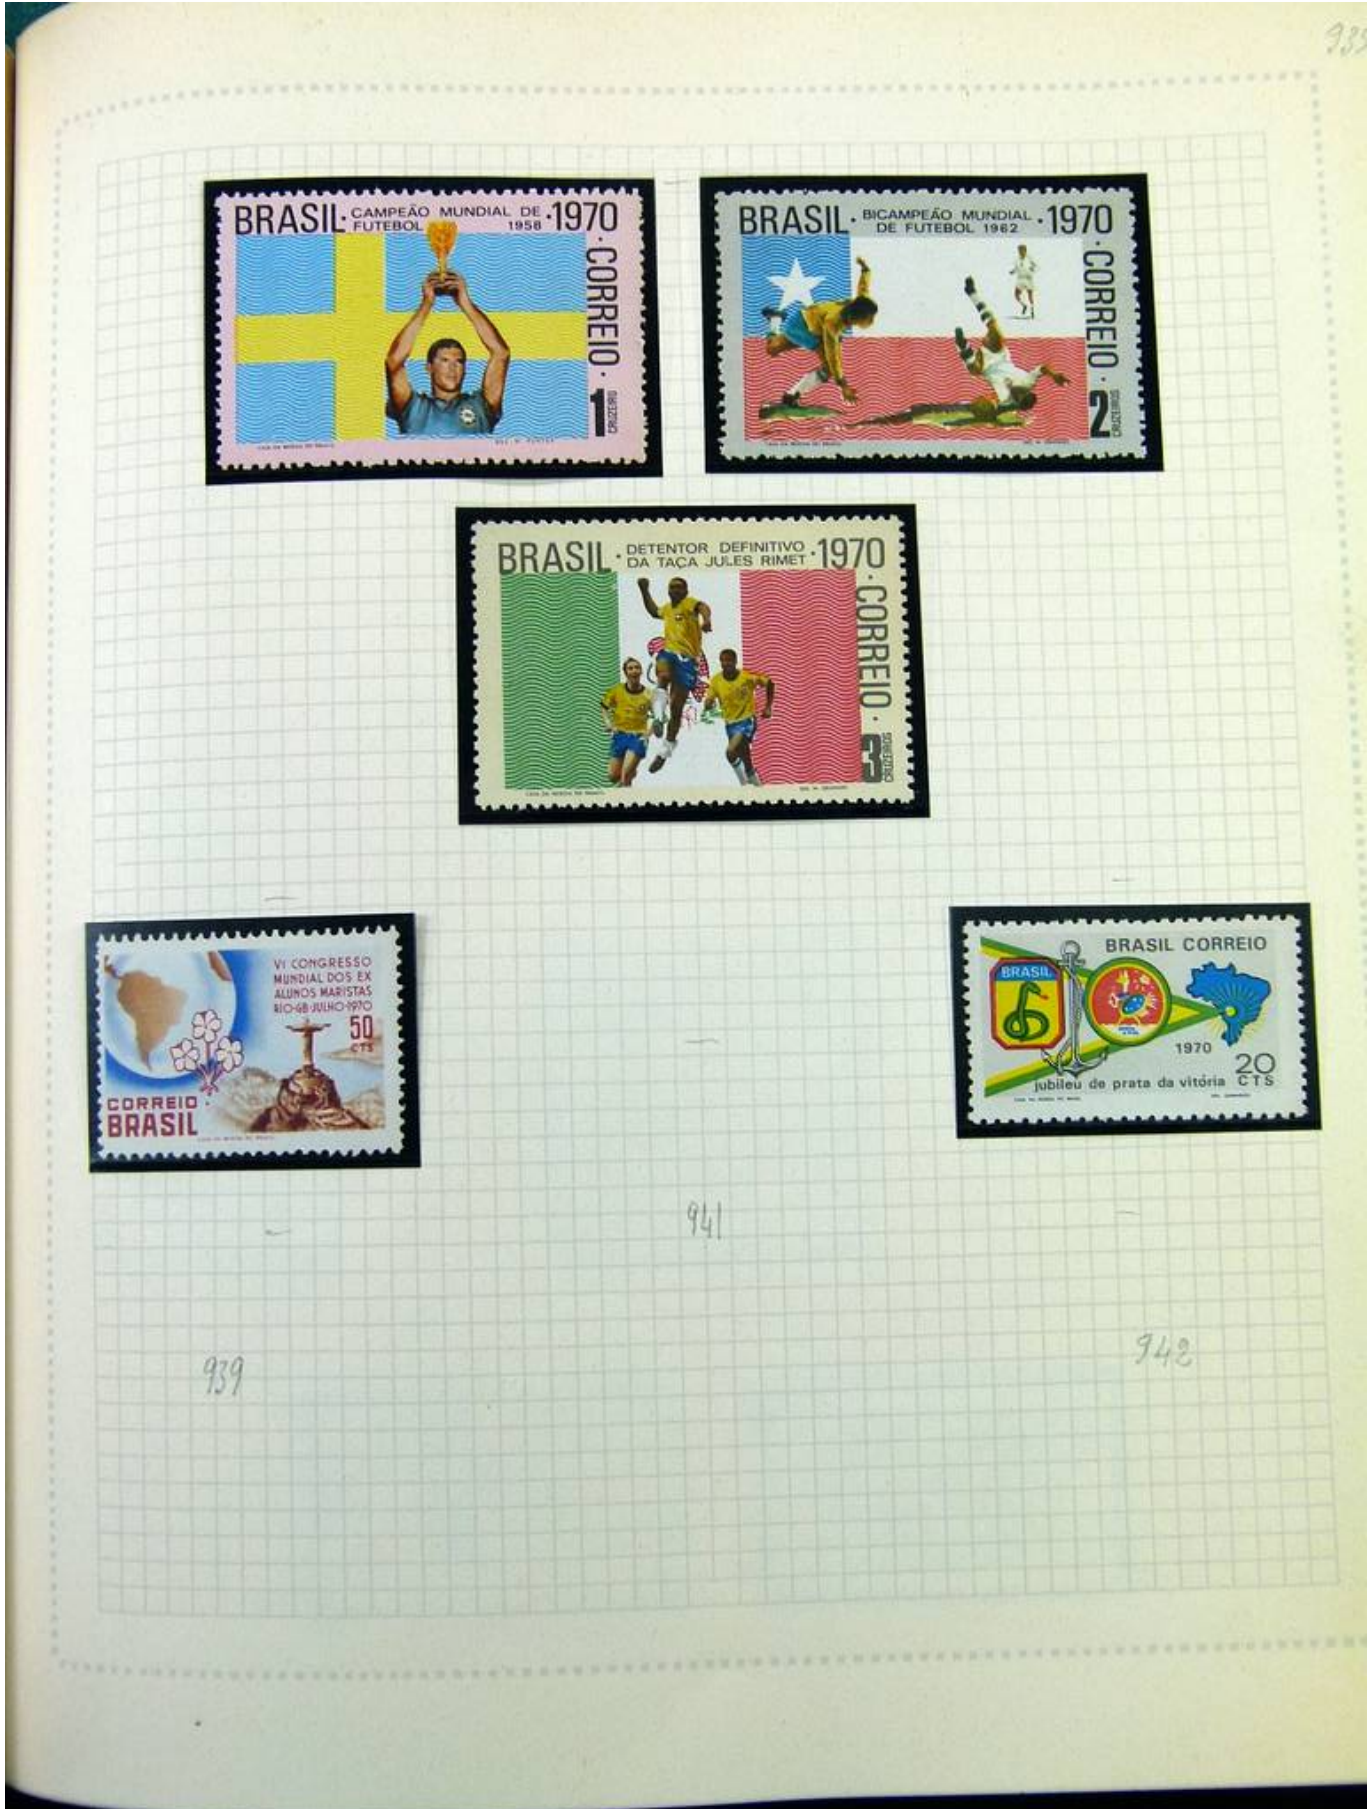 BRASIL · CAMPEÃO MUNDIAL DE FUTEBOL 1958 · 1970
· CORREIO ·
1
CRUZEIRO
BRASIL · BICAMPEÃO MUNDIAL DE FUTEBOL 1962 · 1970
· CORREIO ·
2
CRUZEIROS
BRASIL · DETENTOR DEFINITIVO DA TAÇA JULES RIMET · 1970
· CORREIO ·
3
CRUZEIROS
VI CONGRESSO
MUNDIAL DOS EX
ALUNOS MARISTAS
RIO-GB-JULHO-1970
50
CTS
CORREIO ·
BRASIL
BRASIL CORREIO
BRASIL
1970
20
CTS
jubileu de prata da vitória
941
939
942